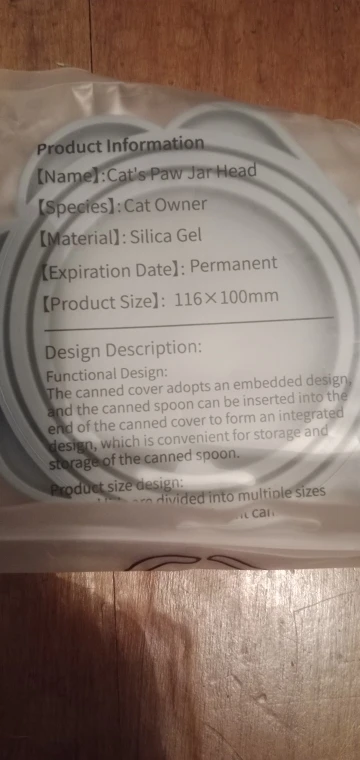 Product Information
【Name】:Cat's Paw Jar Head
【Species】: Cat Owner
【Material】: Silica Gel
【Expiration Date】: Permanent
【Product Size】: 116×100mm
Design Description:
Functional Design:
The canned cover adopts an embedded design,
and the canned spoon can be inserted into the
end of the canned cover to form an integrated
design, which is convenient for storage and
storage of the canned spoon.
Product size design:
are divided into multiple sizes
it can